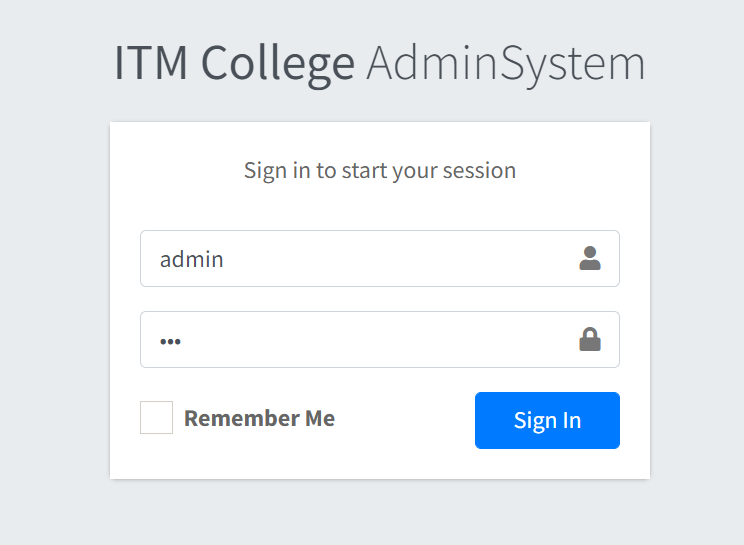 ITM College AdminSystem
Sign in to start your session
admin
•••
Remember Me
Sign In